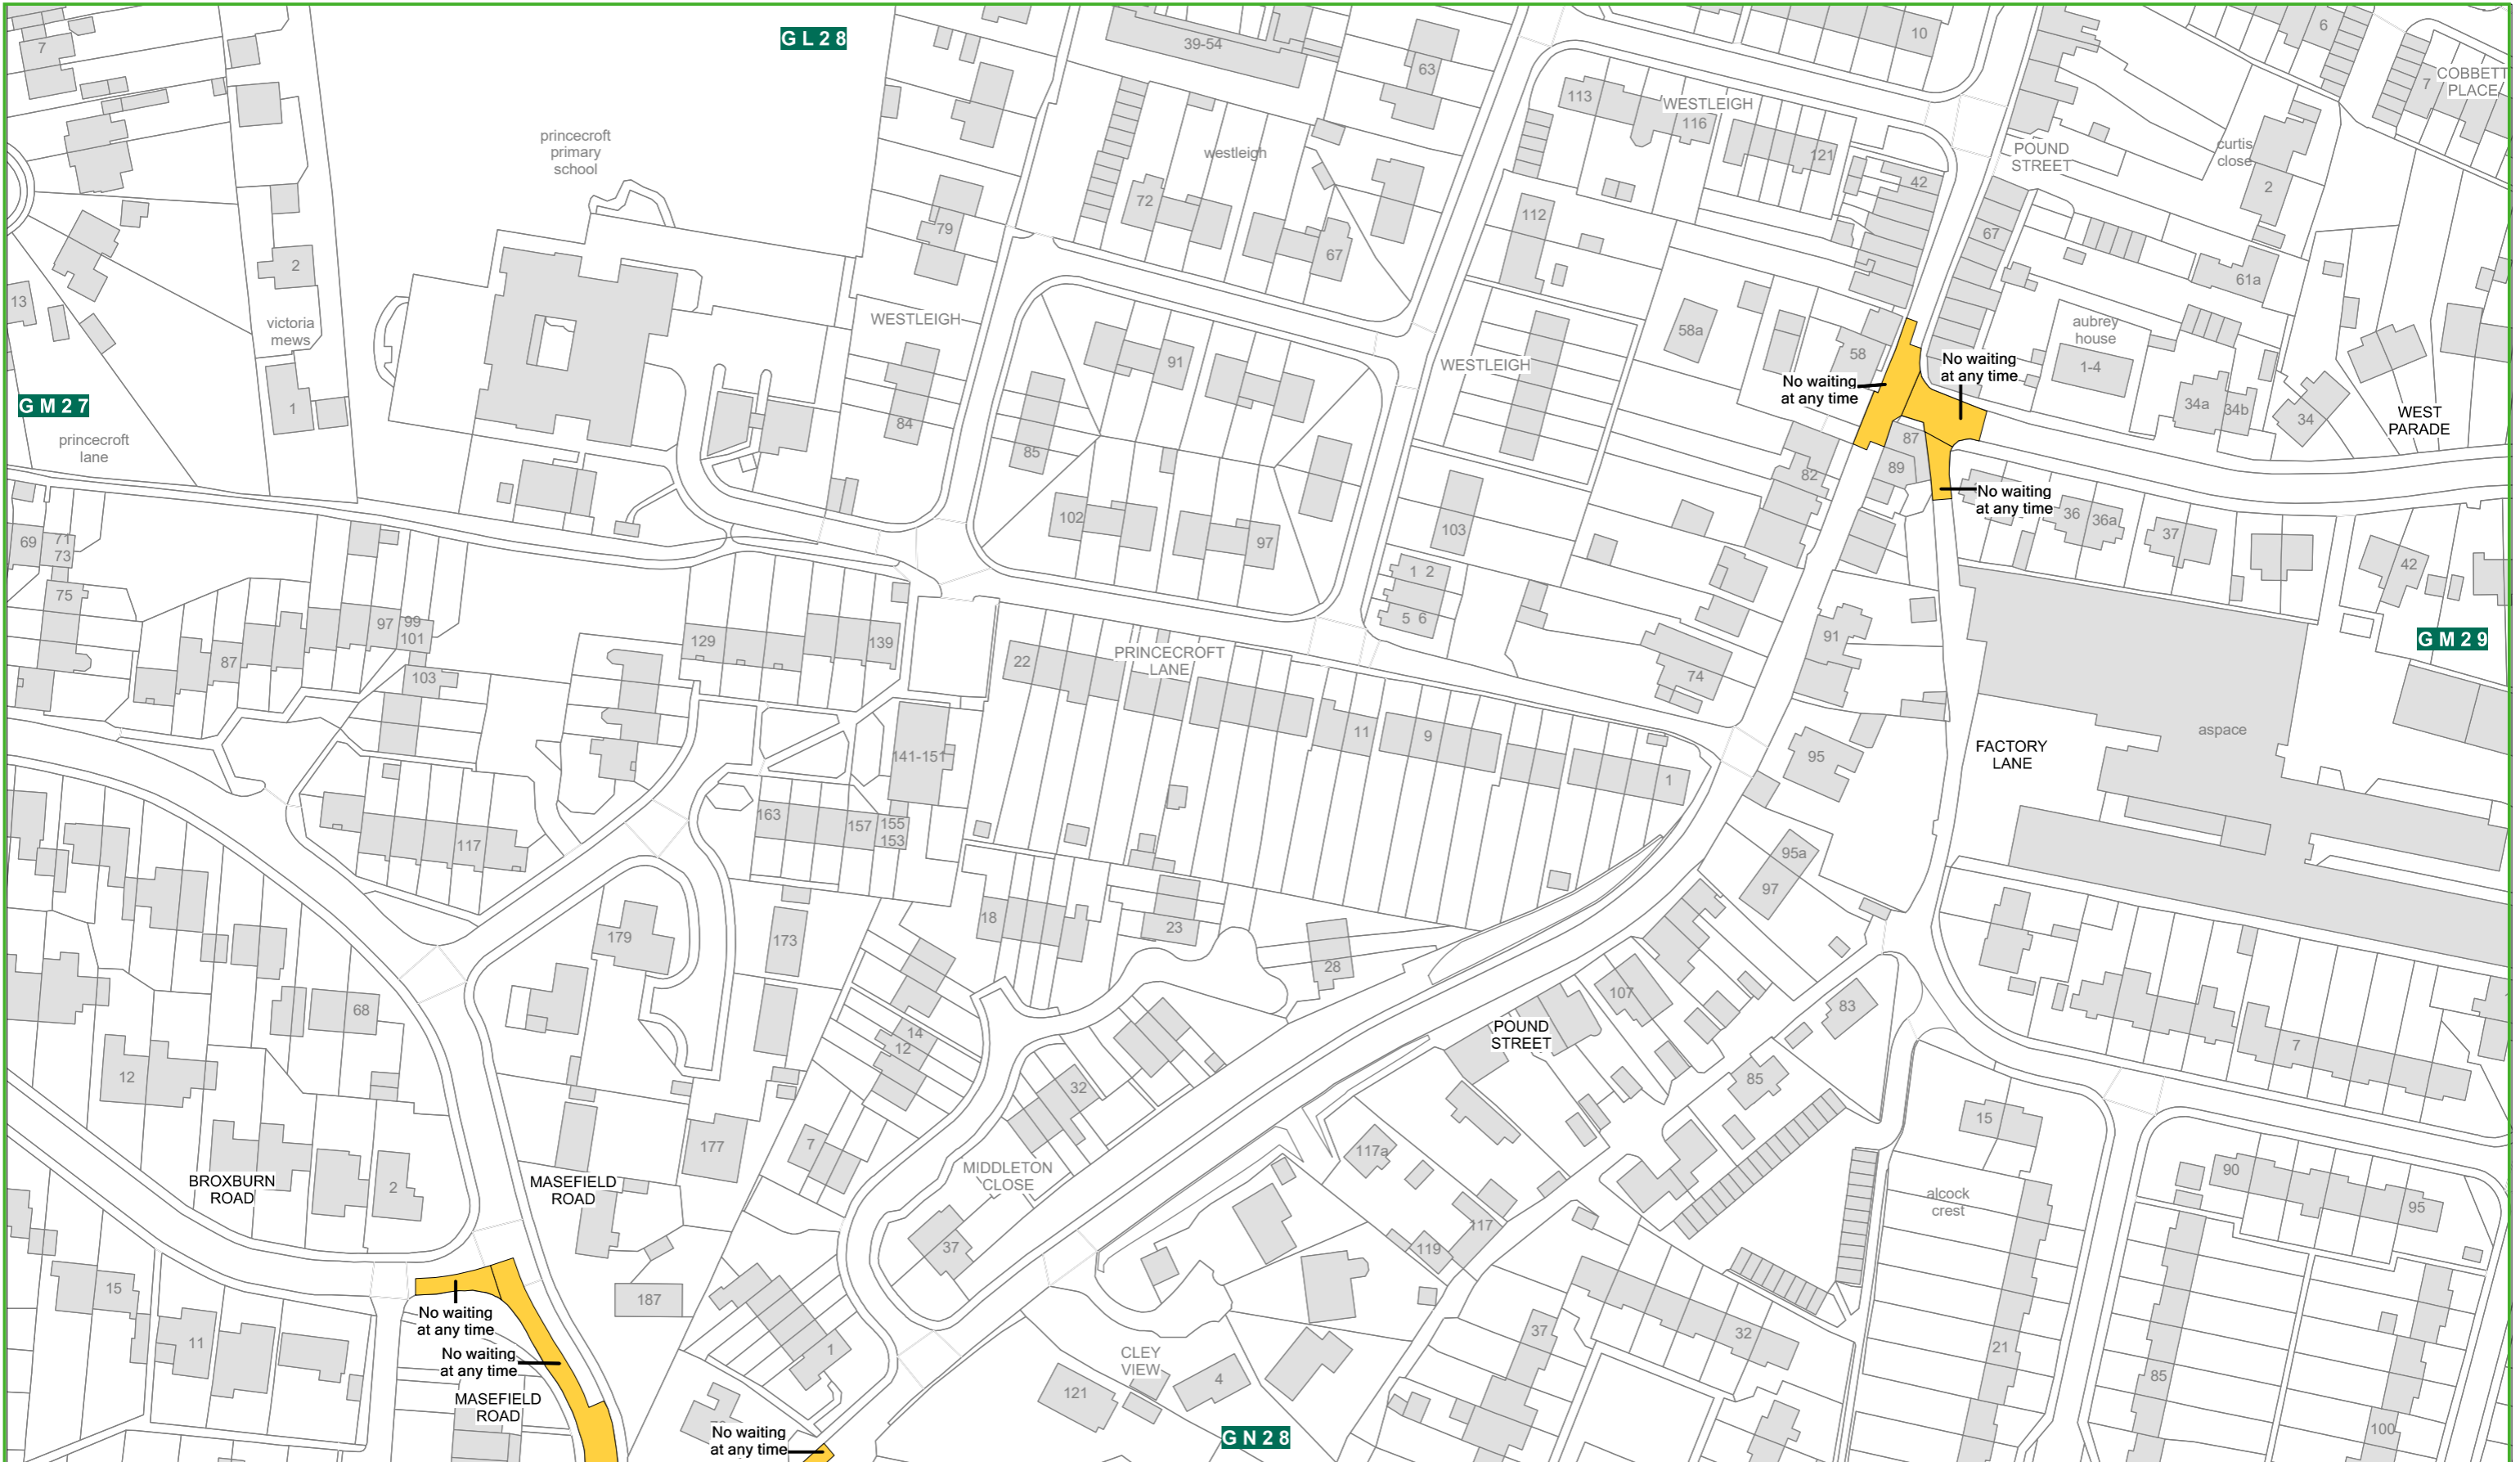 GL28
39-54
10
6
7
63
COBBETT
PLACE
7
113
WESTLEIGH
116
121
princecroft
primary
school
westleigh
POUND
STREET
curtis
close
42
2
72
112
67
79
67
2
61a
13
victoria
mews
WESTLEIGH
58a
aubrey
house
58
No waiting
at any time
1-4
91
WESTLEIGH
No waiting
at any time
GM27
1
84
34a
34b
34
WEST
PARADE
princecroft
lane
85
87
89
82
No waiting
at any time
102
103
36
36a
37
97
69
71
73
42
1 2
75
5 6
97
99
101
129
139
91
GM29
87
22
PRINCECROFT
LANE
103
74
11
9
aspace
141-151
95
FACTORY
LANE
1
163
157
155
153
117
95a
97
18
23
179
173
28
107
83
68
14
12
POUND
STREET
7
12
32
85
15
7
117a
177
90
MIDDLETON
CLOSE
BROXBURN
ROAD
2
MASEFIELD
ROAD
alcock
crest
95
117
37
119
15
187
No waiting
at any time
11
37
32
1
21
No waiting
at any time
CLEY
VIEW
85
4
121
MASEFIELD
ROAD
100
No waiting
at any time
GN28